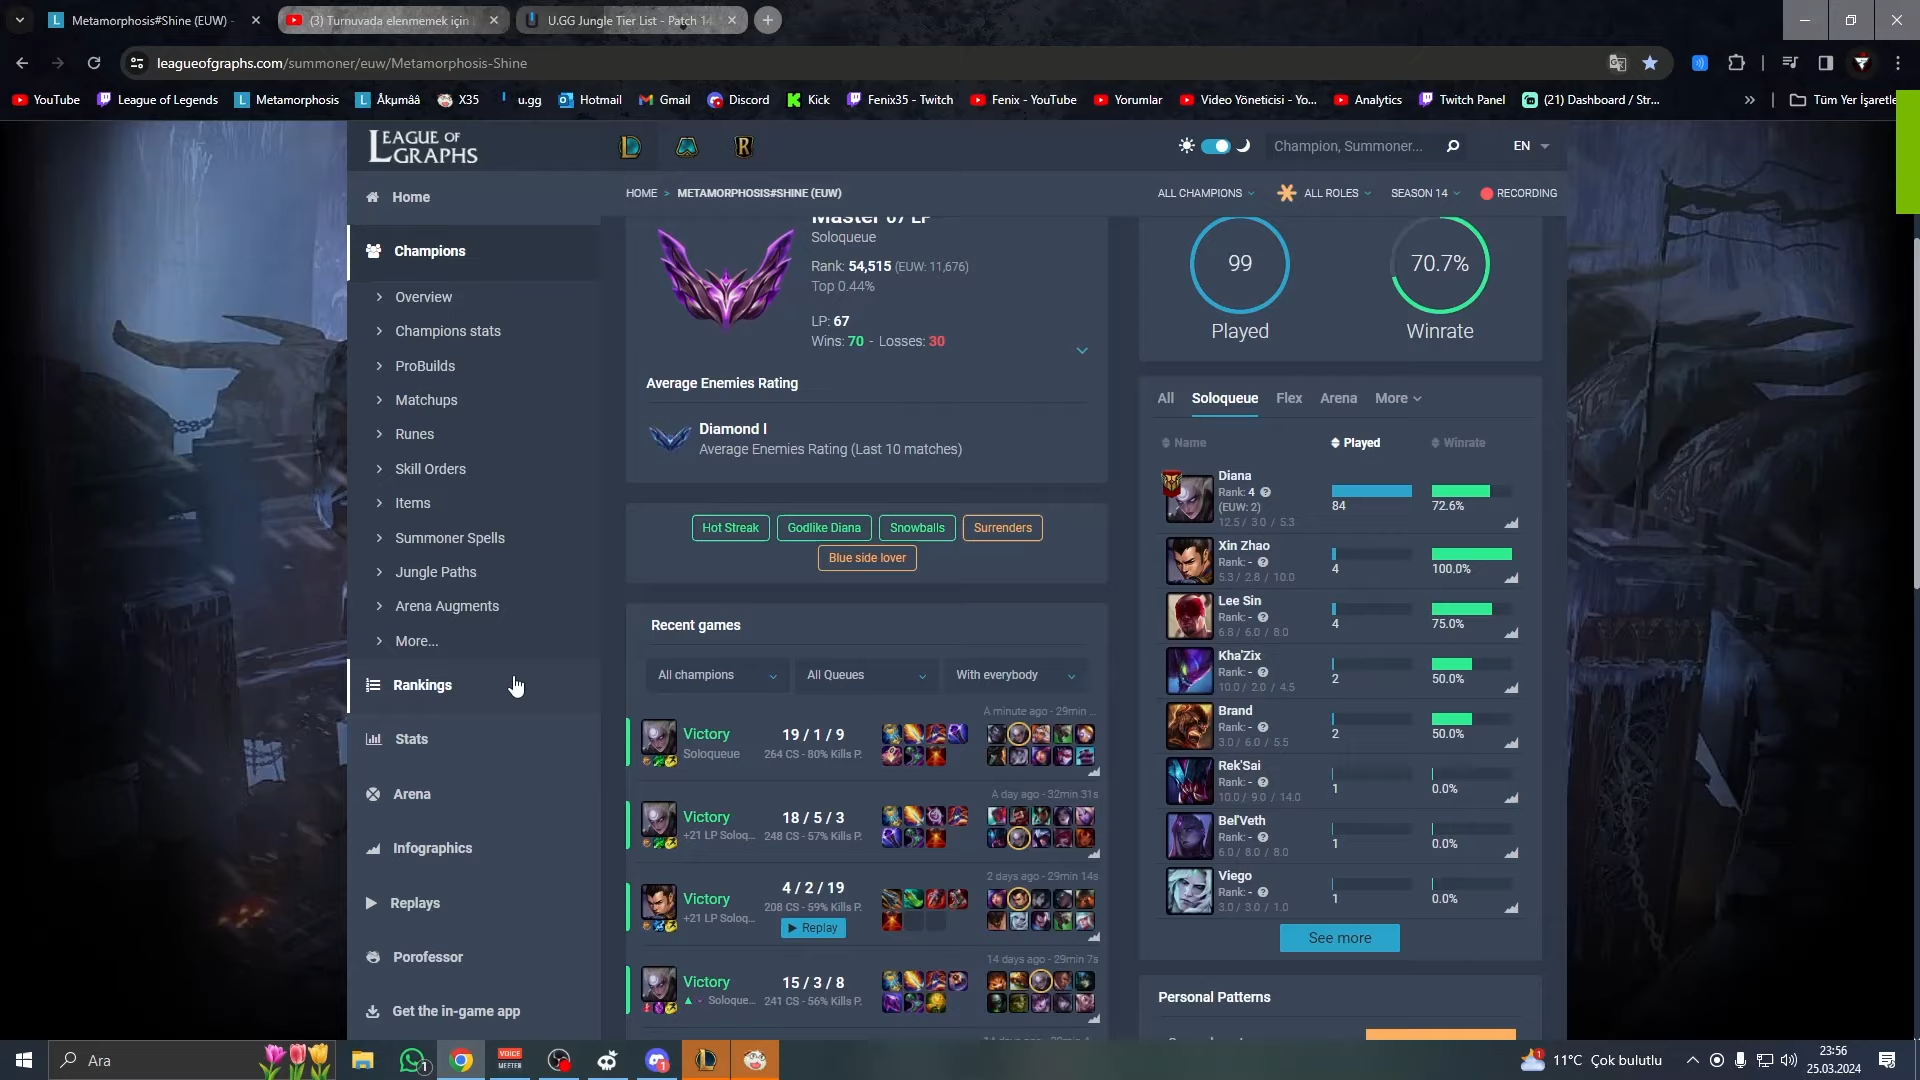 Metamorphosis#Shine (EUW) -
(3) Turnuvada elenmemek için
U.GG Jungle Tier List - Patch 14
leagueofgraphs.com/summoner/euw/Metamorphosis-Shine
YouTube
League of Legends
Metamorphosis
Âkµmâà
X35
u.gg
Hotmail
Gmail
Discord
Kick
Fenix35 - Twitch
Fenix - YouTube
Yorumlar
Video Yöneticisi - Yo...
Analytics
Twitch Panel
(21) Dashboard / Str...
»
Tüm Yer İşaretle
LEAGUE OF GRAPHS
Champion, Summoner...
EN
HOME > METAMORPHOSIS#SHINE (EUW)
ALL CHAMPIONS
ALL ROLES
SEASON 14
RECORDING
Home
Champions
Overview
Champions stats
ProBuilds
Matchups
Runes
Skill Orders
Items
Summoner Spells
Jungle Paths
Arena Augments
More...
Rankings
Stats
Arena
Infographics
Replays
Porofessor
Get the in-game app
Master 67 LP
Soloqueue
Rank: 54,515 (EUW: 11,676)
Top 0.44%
LP: 67
Wins: 70 - Losses: 30
Average Enemies Rating
Diamond I
Average Enemies Rating (Last 10 matches)
Hot Streak
Godlike Diana
Snowballs
Surrenders
Blue side lover
Recent games
All champions
All Queues
With everybody
A minute ago - 29min ...
Victory
19 / 1 / 9
Soloqueue
264 CS - 80% Kills P.
A day ago - 32min 31s
Victory
18 / 5 / 3
+21 LP Soloq...
248 CS - 57% Kills P.
2 days ago - 29min 14s
Victory
4 / 2 / 19
+21 LP Soloq...
208 CS - 59% Kills P.
Replay
14 days ago - 29min 7s
Victory
15 / 3 / 8
- Soloque...
241 CS - 56% Kills P.
99
Played
70.7%
Winrate
All
Soloqueue
Flex
Arena
More
Name
Played
Winrate
Diana
Rank: 4
(EUW: 2)
12.5 / 3.0 / 5.3
84
72.6%
Xin Zhao
Rank: -
5.3 / 2.8 / 10.0
4
100.0%
Lee Sin
Rank: -
6.8 / 6.0 / 8.0
4
75.0%
Kha'Zix
Rank: -
10.0 / 2.0 / 4.5
2
50.0%
Brand
Rank: -
3.0 / 6.0 / 5.5
2
50.0%
Rek'Sai
Rank: -
10.0 / 9.0 / 14.0
1
0.0%
Bel'Veth
Rank: -
6.0 / 8.0 / 8.0
1
0.0%
Viego
Rank: -
3.0 / 3.0 / 1.0
1
0.0%
See more
Personal Patterns
Ara
VOICE
MEETER
11°C Çok bulutlu
23:56
25.03.2024